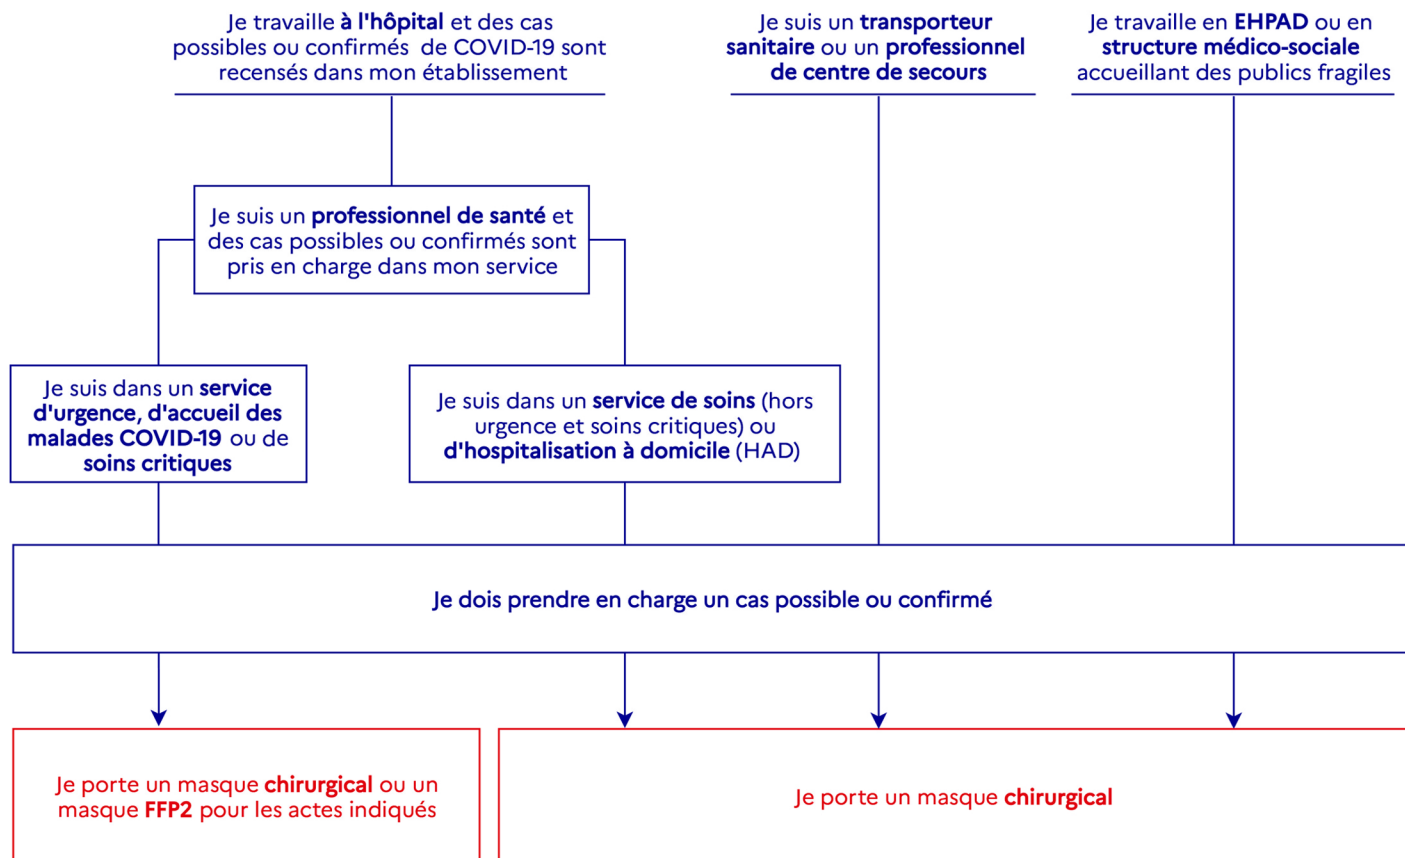 Je travaille à l'hôpital et des cas
possibles ou confirmés de COVID-19 sont
recensés dans mon établissement
Je suis un transporteur
sanitaire ou un professionnel
de centre de secours
Je travaille en EHPAD ou en
structure médico-sociale
accueillant des publics fragiles
Je suis un professionnel de santé et
des cas possibles ou confirmés sont
pris en charge dans mon service
Je suis dans un service
d'urgence, d'accueil des
malades COVID-19 ou de
soins critiques
Je suis dans un service de soins (hors
urgence et soins critiques) ou
d'hospitalisation à domicile (HAD)
Je dois prendre en charge un cas possible ou confirmé
Je porte un masque chirurgical ou un
masque FFP2 pour les actes indiqués
Je porte un masque chirurgical